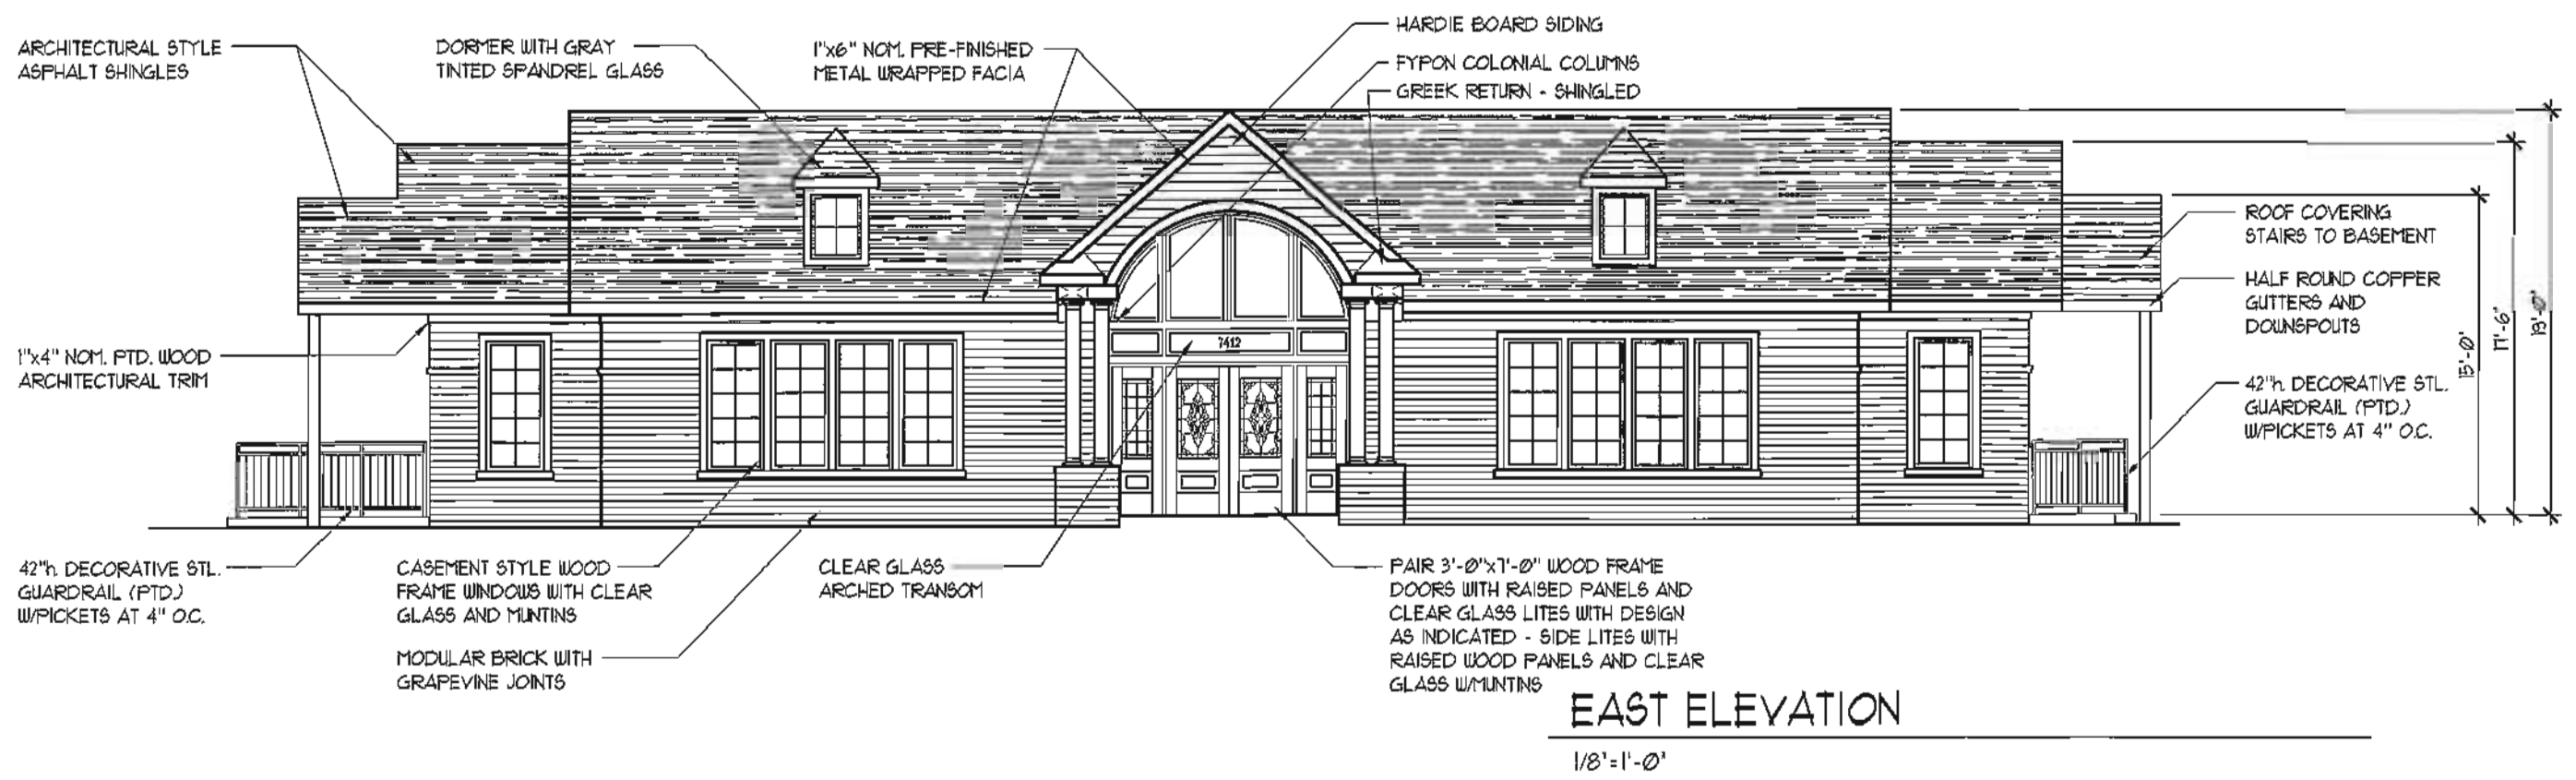 ARCHITECTURAL STYLE
ASPHALT SHINGLES
DORMER WITH GRAY
TINTED SPANDREL GLASS
1"x6" NOM. PRE-FINISHED
METAL WRAPPED FACIA
HARDIE BOARD SIDING
FYPON COLONIAL COLUMNS
GREEK RETURN - SHINGLED
ROOF COVERING
STAIRS TO BASEMENT
HALF ROUND COPPER
GUTTERS AND
DOWNSPOUTS
15'-0"
17'-6"
19'-0"
7412
1"x4" NOM. PTD. WOOD
ARCHITECTURAL TRIM
42"h. DECORATIVE STL.
GUARDRAIL (PTD.)
W/PICKETS AT 4" O.C.
42"h. DECORATIVE STL.
GUARDRAIL (PTD.)
W/PICKETS AT 4" O.C.
CASEMENT STYLE WOOD
FRAME WINDOWS WITH CLEAR
GLASS AND MUNTINS
MODULAR BRICK WITH
GRAPEVINE JOINTS
CLEAR GLASS
ARCHED TRANSOM
PAIR 3'-0"x7'-0" WOOD FRAME
DOORS WITH RAISED PANELS AND
CLEAR GLASS LITES WITH DESIGN
AS INDICATED - SIDE LITES WITH
RAISED WOOD PANELS AND CLEAR
GLASS W/MUNTINS
EAST ELEVATION
1/8"=1'-0"